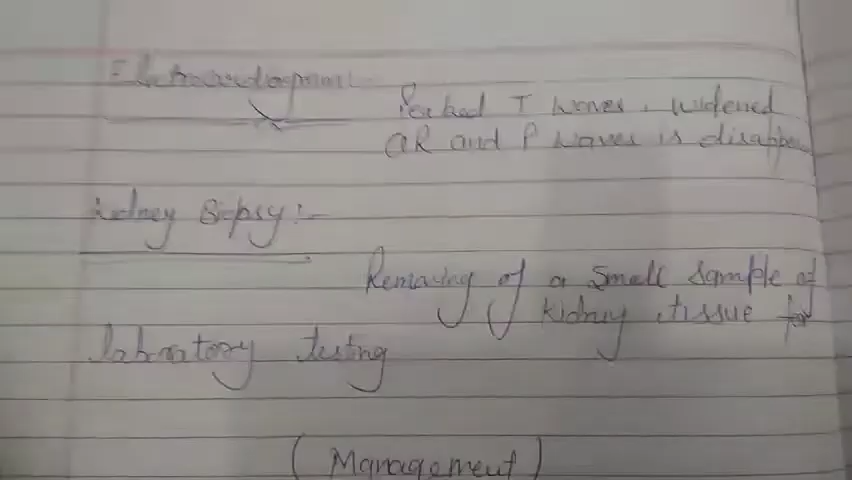 Electrocardiogram:
Peaked T waves, widened
QR and P waves is disappea
Kidney Biopsy:-
Removing of a small sample of
kidney tissue for
laboratory testing
(Management)